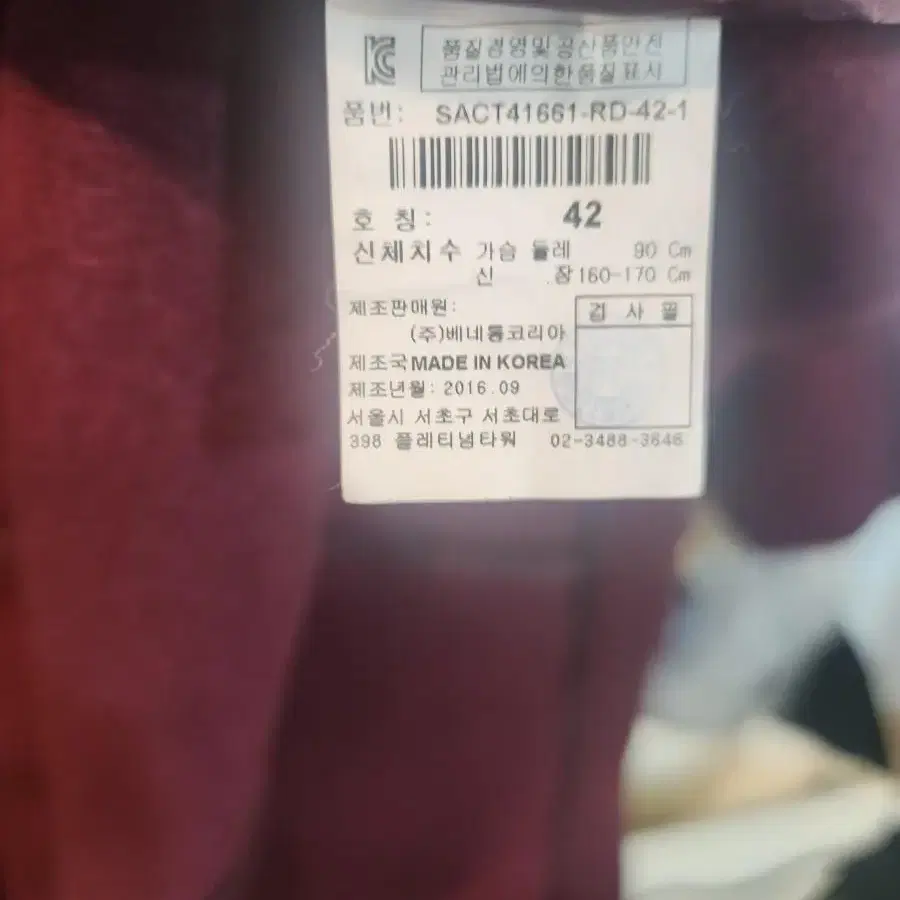 품질경영및공산품안전
관리법에의한품질표시
품번: SACT41661-RD-42-1
호 칭: 42
신체치수 가슴 둘레 90 Cm
신 장 160-170 Cm
제조판매원: 검 사 필
(주)베네통코리아
제조국 MADE IN KOREA
제조년월: 2016.09
서울시 서초구 서초대로
398 플레티넘타워 02-3488-3646